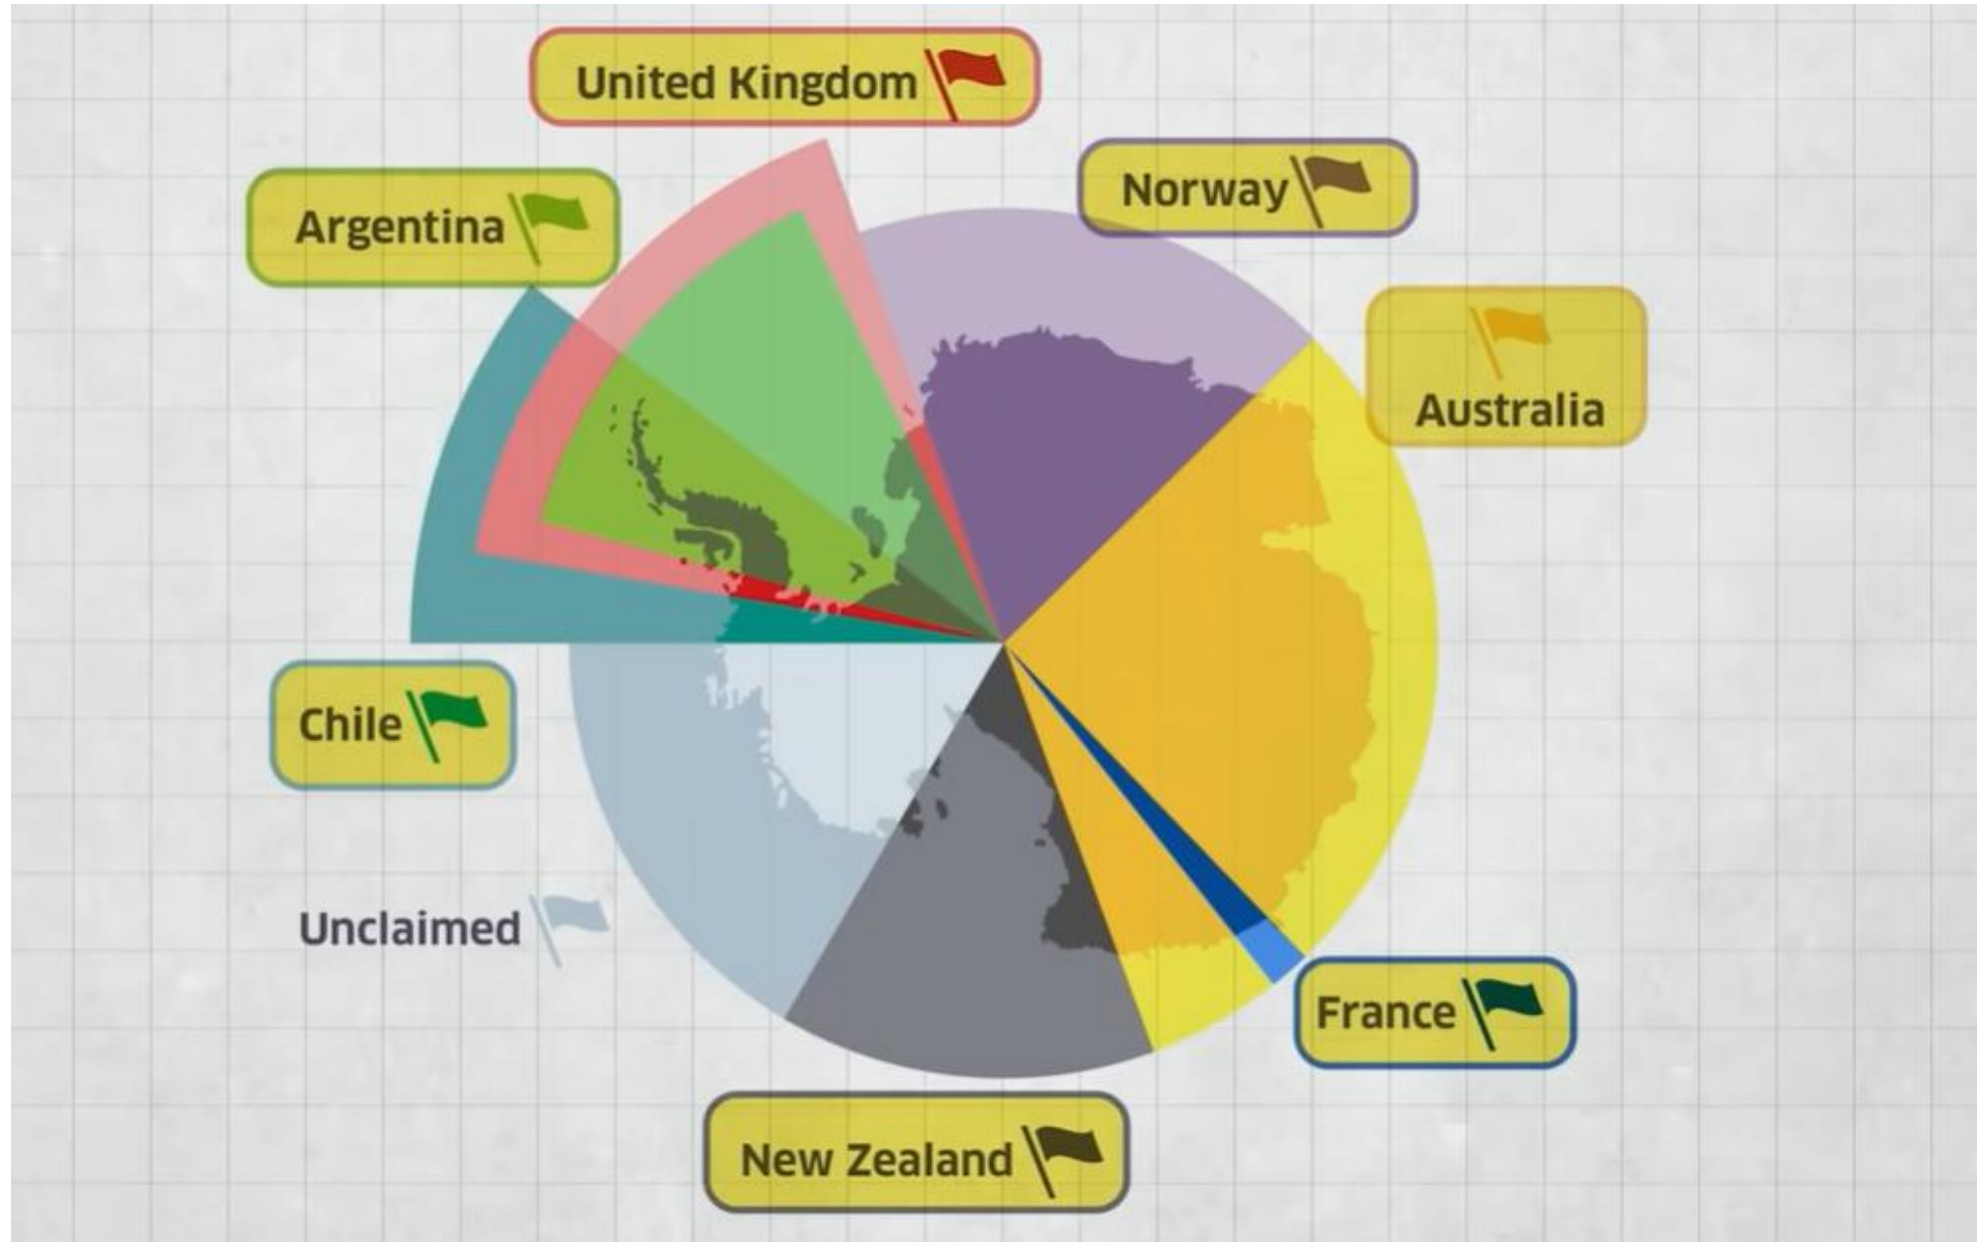 United Kingdom
Norway
Argentina
Australia
Chile
Unclaimed
France
New Zealand